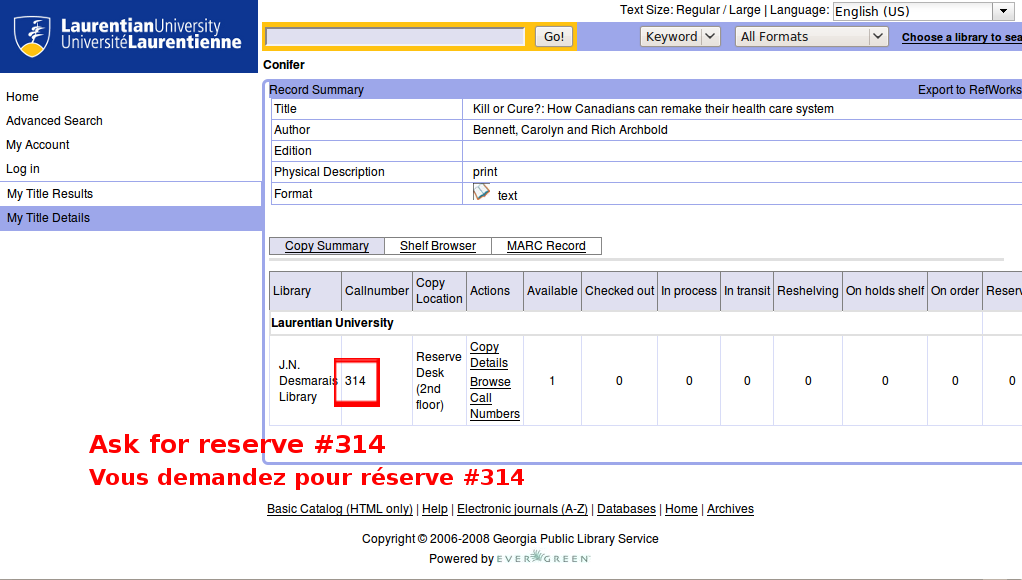 LaurentianUniversity
UniversitéLaurentienne
Text Size: Regular / Large | Language: English (US)
Go! Keyword All Formats Choose a library to sea
Conifer
Home
Advanced Search
My Account
Log in
My Title Results
My Title Details
Record Summary Export to RefWorks
Title Kill or Cure?: How Canadians can remake their health care system
Author Bennett, Carolyn and Rich Archbold
Edition
Physical Description print
Format text
Copy Summary Shelf Browser MARC Record
Library Callnumber Copy Location Actions Available Checked out In process In transit Reshelving On holds shelf On order Reserv
Laurentian University
J.N. Desmarais Library 314 Reserve Desk (2nd floor) Copy Details Browse Call Numbers 1 0 0 0 0 0 0 0
Ask for reserve #314
Vous demandez pour réserve #314
Basic Catalog (HTML only) | Help | Electronic journals (A-Z) | Databases | Home | Archives
Copyright © 2006-2008 Georgia Public Library Service
Powered by EVERGREEN